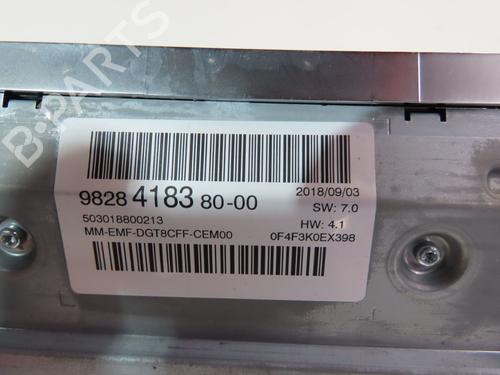 B-PARTS
9828 4183 80-00
2018/09/03
503018800213
SW: 7.0
HW: 4.1
MM-EMF-DGT8CFF-CEM00
0F4F3K0EX398